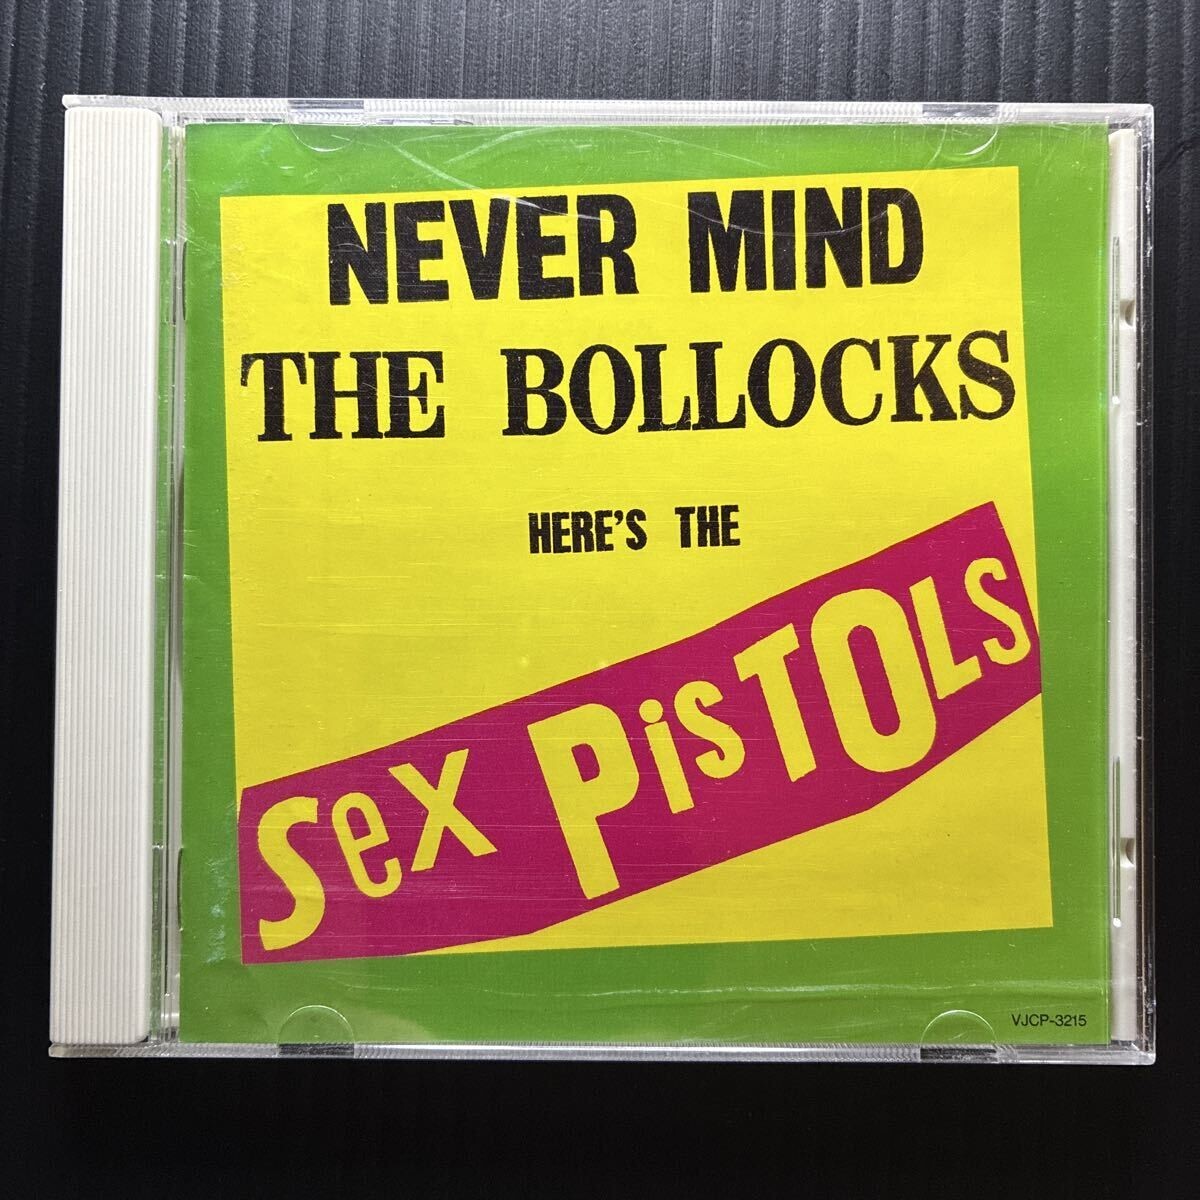 NEVER MIND
THE BOLLOCKS
HERE'S THE
SeX PiSTOLS
VJCP-3215